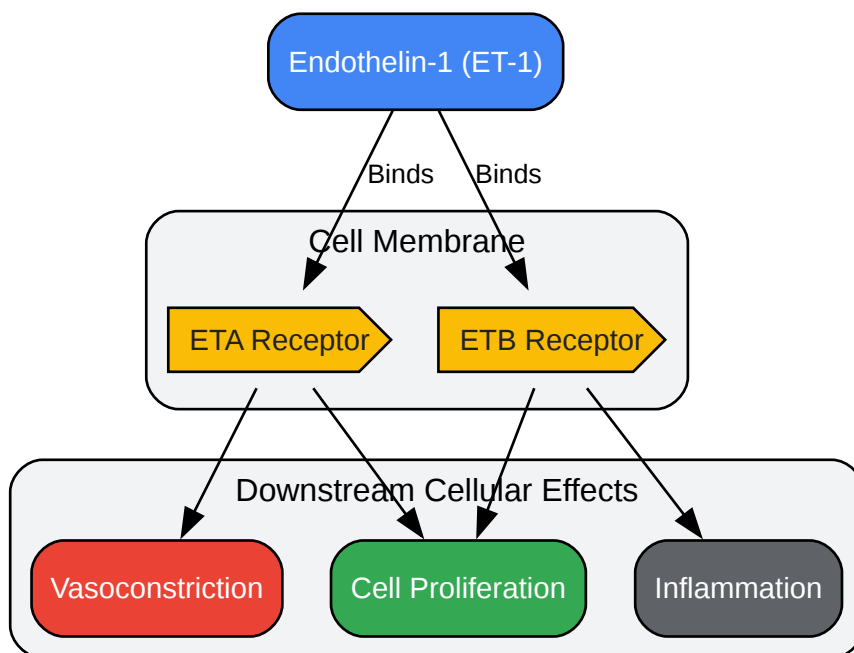 Endothelin-1 (ET-1)
Binds Binds
Cell Membrane
ETA Receptor ETB Receptor
Downstream Cellular Effects
Vasoconstriction Cell Proliferation Inflammation